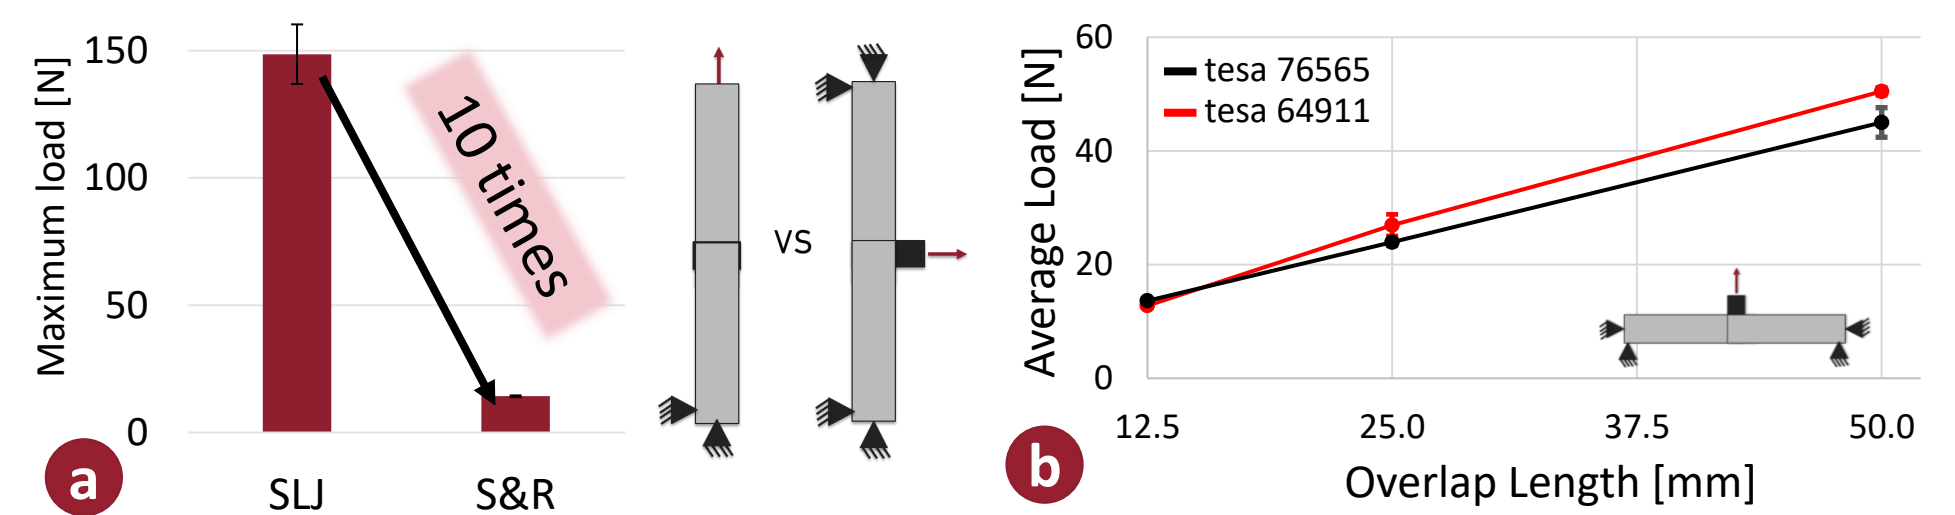 Maximum load [N]
150
100
50
0
10 times
SLJ
S&R
a
VS
Average Load [N]
60
40
20
0
tesa 76565
tesa 64911
12.5
25.0
37.5
50.0
Overlap Length [mm]
b